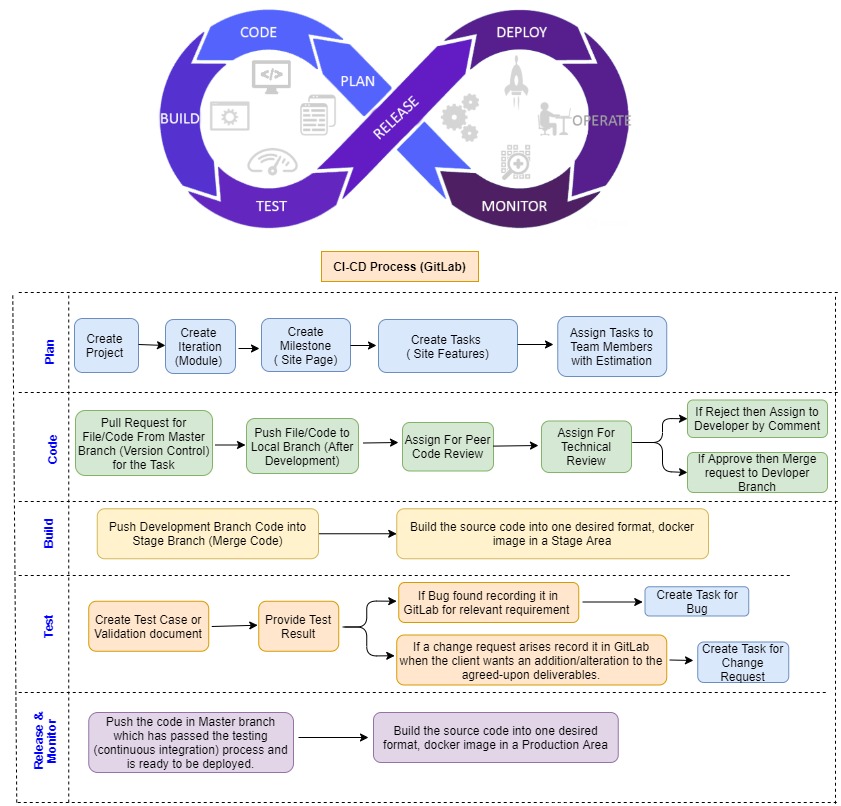 CODE
DEPLOY
PLAN
BUILD
RELEASE
OPERATE
TEST
MONITOR
CI-CD Process (GitLab)
Plan
Create
Project
Create
Iteration
(Module)
Create
Milestone
( Site Page)
Create Tasks
( Site Features)
Assign Tasks to
Team Members
with Estimation
Code
Pull Request for
File/Code From Master
Branch (Version Control)
for the Task
Push File/Code to
Local Branch (After
Development)
Assign For Peer
Code Review
Assign For
Technical
Review
If Reject then Assign to
Developer by Comment
If Approve then Merge
request to Devloper
Branch
Build
Push Development Branch Code into
Stage Branch (Merge Code)
Build the source code into one desired format, docker
image in a Stage Area
Test
Create Test Case or
Validation document
Provide Test
Result
If Bug found recording it in
GitLab for relevant requirement
Create Task for
Bug
If a change request arises record it in GitLab
when the client wants an addition/alteration to the
agreed-upon deliverables.
Create Task for
Change
Request
Release &
Monitor
Push the code in Master branch
which has passed the testing
(continuous integration) process and
is ready to be deployed.
Build the source code into one desired
format, docker image in a Production Area